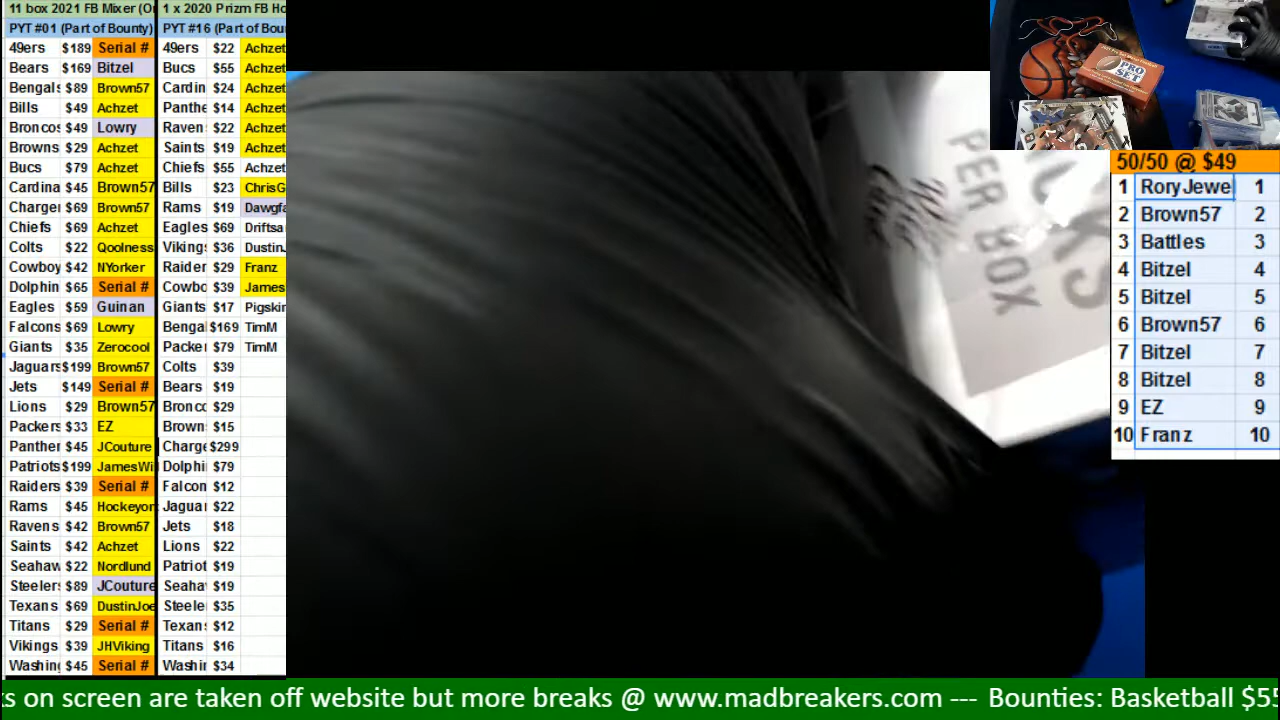 11 box 2021 FB Mixer (O
PYT #01 (Part of Bounty)
49ers $189 Serial #
Bears $169 Bitzel
Bengals $89 Brown57
Bills $49 Achzet
Broncos $49 Lowry
Browns $29 Achzet
Bucs $79 Achzet
Cardina $45 Brown57
Charge $69 Brown57
Chiefs $69 Achzet
Colts $22 Qoolness
Cowboy $42 NYorker
Dolphin $65 Serial #
Eagles $59 Guinan
Falcons $69 Lowry
Giants $35 Zerocool
Jaguars $199 Brown57
Jets $149 Serial #
Lions $29 Brown57
Packers $33 EZ
Panther $45 JCouture
Patriots $199 JamesWi
Raiders $39 Serial #
Rams $45 Hockeyor
Ravens $42 Brown57
Saints $42 Achzet
Seahaw $22 Nordlund
Steelers $89 JCouture
Texans $69 DustinJoe
Titans $29 Serial #
Vikings $39 JHViking
Washing $45 Serial #
1 x 2020 Prizm FB Ho
PYT #16 (Part of Bou
49ers $22 Achzet
Bucs $55 Achzet
Cardin $24 Achzet
Panthe $14 Achzet
Raven $22 Achzet
Saints $19 Achzet
Chiefs $55 Achzet
Bills $23 ChrisG
Rams $19 Dawgfa
Eagles $69 Driftsa
Viking $36 Dustin
Raider $29 Franz
Cowbo $39 James
Giants $17 Pigskin
Benga $169 TimM
Packe $79 TimM
Colts $39
Bears $19
Bronco $29
Brown $15
Charge $299
Dolphi $79
Falcon $12
Jagua $22
Jets $18
Lions $22
Patriot $19
Seaha $19
Steele $35
Texan $12
Titans $16
Washi $34
PER BOX
PRO
SET
50/50 @ $49
1 RoryJewel 1
2 Brown57 2
3 Battles 3
4 Bitzel 4
5 Bitzel 5
6 Brown57 6
7 Bitzel 7
8 Bitzel 8
9 EZ 9
10 Franz 10
s on screen are taken off website but more breaks @ www.madbreakers.com --- Bounties: Basketball $55